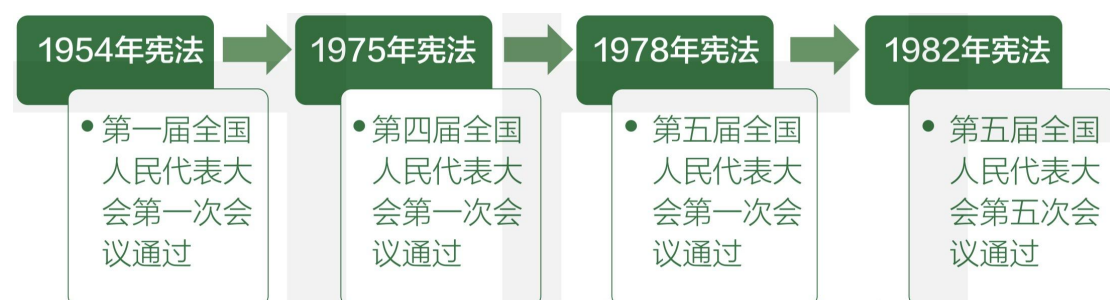 1954年宪法
第一届全国
人民代表大
会第一次会
议通过
1975年宪法
第四届全国
人民代表大
会第一次会
议通过
1978年宪法
第五届全国
人民代表大
会第一次会
议通过
1982年宪法
第五届全国
人民代表大
会第五次会
议通过